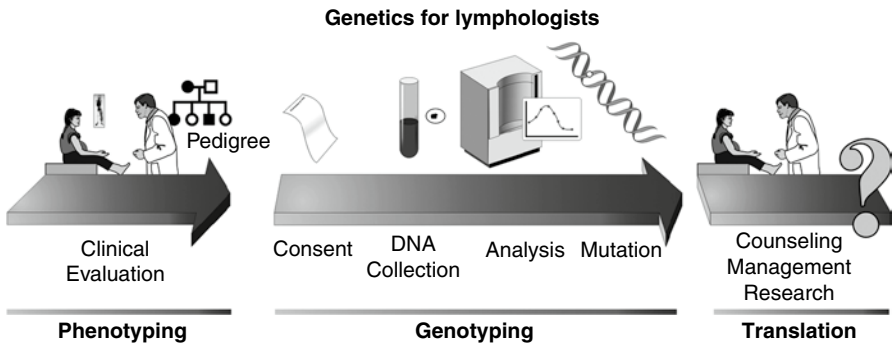 Genetics for lymphologists
Pedigree
Clinical
Evaluation
Consent
DNA
Collection
Analysis
Mutation
Counseling
Management
Research
Phenotyping
Genotyping
Translation